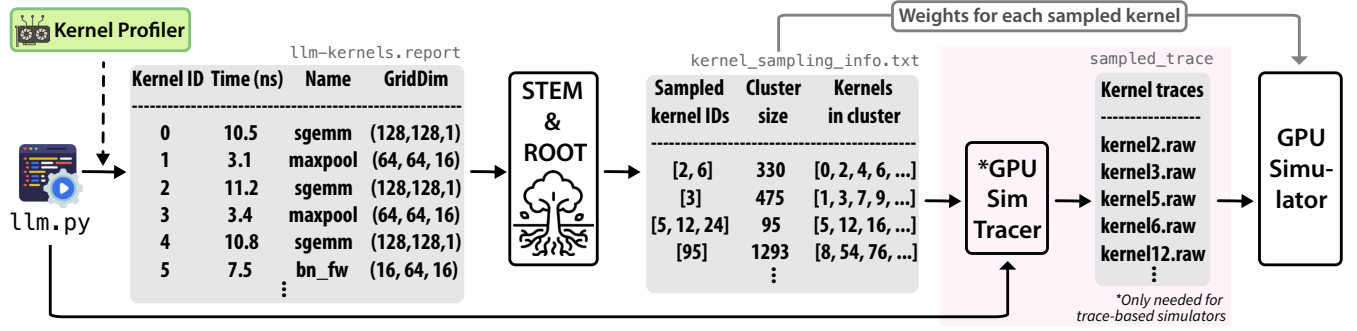 Kernel Profiler
llm.py
llm-kernels.report
Kernel ID Time (ns) Name GridDim
--------------------------------------------
0 10.5 sgemm (128,128,1)
1 3.1 maxpool (64, 64, 16)
2 11.2 sgemm (128,128,1)
3 3.4 maxpool (64, 64, 16)
4 10.8 sgemm (128,128,1)
5 7.5 bn_fw (16, 64, 16)
⋮
STEM
&
ROOT
kernel_sampling_info.txt
Sampled Cluster Kernels
kernel IDs size in cluster
------------------------------------
[2, 6] 330 [0, 2, 4, 6, ...]
[3] 475 [1, 3, 7, 9, ...]
[5, 12, 24] 95 [5, 12, 16, ...]
[95] 1293 [8, 54, 76, ...]
⋮
Weights for each sampled kernel
*GPU
Sim
Tracer
sampled_trace
Kernel traces
-----------------
kernel2.raw
kernel3.raw
kernel5.raw
kernel6.raw
kernel12.raw
⋮
*Only needed for
trace-based simulators
GPU
Simu-
lator